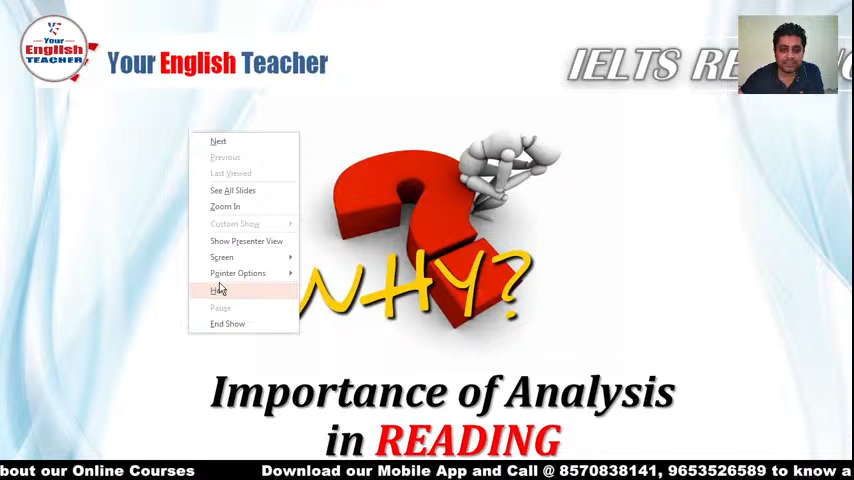 Your
English
TEACHER
Your English Teacher
IELTS
Next
Previous
Last Viewed
See All Slides
Zoom In
Custom Show
Show Presenter View
Screen
Pointer Options
Pause
End Show
WHY?
Importance of Analysis
in READING
bout our Online Courses Download our Mobile App and Call @ 8570838141, 9653526589 to know a